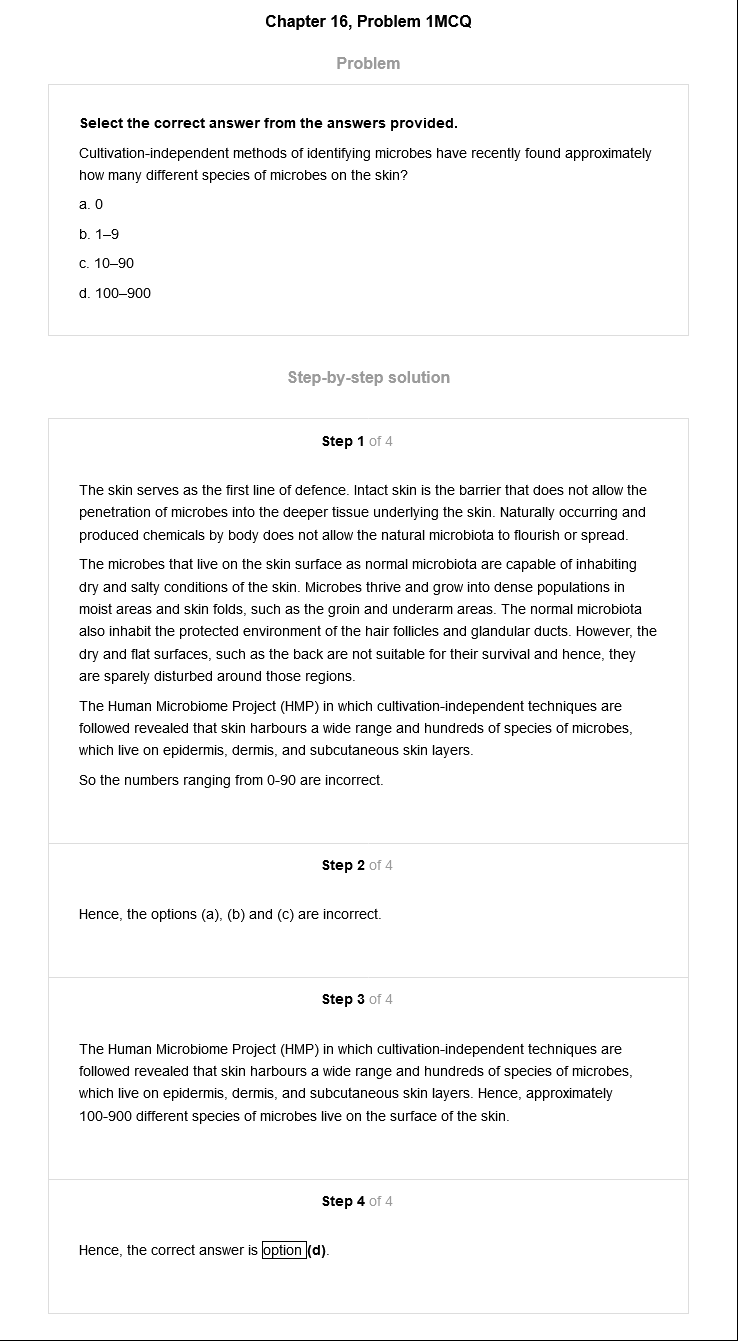 Chapter 16, Problem 1MCQ
Problem
Select the correct answer from the answers provided.
Cultivation-independent methods of identifying microbes have recently found approximately
how many different species of microbes on the skin?
a. 0
b. 1–9
c. 10–90
d. 100–900
Step-by-step solution
Step 1 of 4
The skin serves as the first line of defence. Intact skin is the barrier that does not allow the
penetration of microbes into the deeper tissue underlying the skin. Naturally occurring and
produced chemicals by body does not allow the natural microbiota to flourish or spread.
The microbes that live on the skin surface as normal microbiota are capable of inhabiting
dry and salty conditions of the skin. Microbes thrive and grow into dense populations in
moist areas and skin folds, such as the groin and underarm areas. The normal microbiota
also inhabit the protected environment of the hair follicles and glandular ducts. However, the
dry and flat surfaces, such as the back are not suitable for their survival and hence, they
are sparely disturbed around those regions.
The Human Microbiome Project (HMP) in which cultivation-independent techniques are
followed revealed that skin harbours a wide range and hundreds of species of microbes,
which live on epidermis, dermis, and subcutaneous skin layers.
So the numbers ranging from 0-90 are incorrect.
Step 2 of 4
Hence, the options (a), (b) and (c) are incorrect.
Step 3 of 4
The Human Microbiome Project (HMP) in which cultivation-independent techniques are
followed revealed that skin harbours a wide range and hundreds of species of microbes,
which live on epidermis, dermis, and subcutaneous skin layers. Hence, approximately
100-900 different species of microbes live on the surface of the skin.
Step 4 of 4
Hence, the correct answer is option (d).